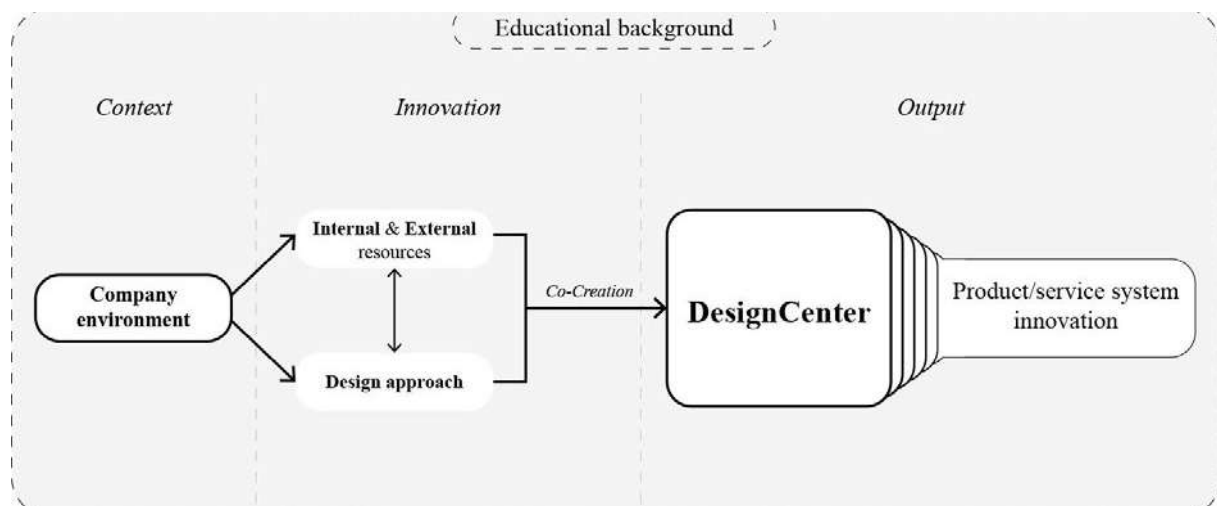 Educational background
Context
Innovation
Output
Internal & External
resources
Company
environment
Co-Creation
DesignCenter
Product/service system
innovation
Design approach